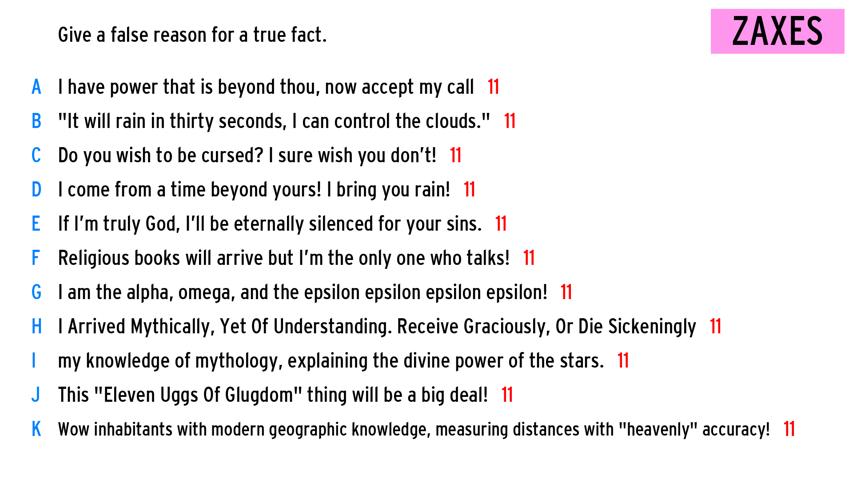 Give a false reason for a true fact.
ZAXES
A I have power that is beyond thou, now accept my call 11
B "It will rain in thirty seconds, I can control the clouds." 11
C Do you wish to be cursed? I sure wish you don't! 11
D I come from a time beyond yours! I bring you rain! 11
E If I'm truly God, I'll be eternally silenced for your sins. 11
F Religious books will arrive but I'm the only one who talks! 11
G I am the alpha, omega, and the epsilon epsilon epsilon epsilon! 11
H I Arrived Mythically, Yet Of Understanding. Receive Graciously, Or Die Sickeningly 11
I my knowledge of mythology, explaining the divine power of the stars. 11
J This "Eleven Uggs Of Glugdom" thing will be a big deal! 11
K Wow inhabitants with modern geographic knowledge, measuring distances with "heavenly" accuracy! 11